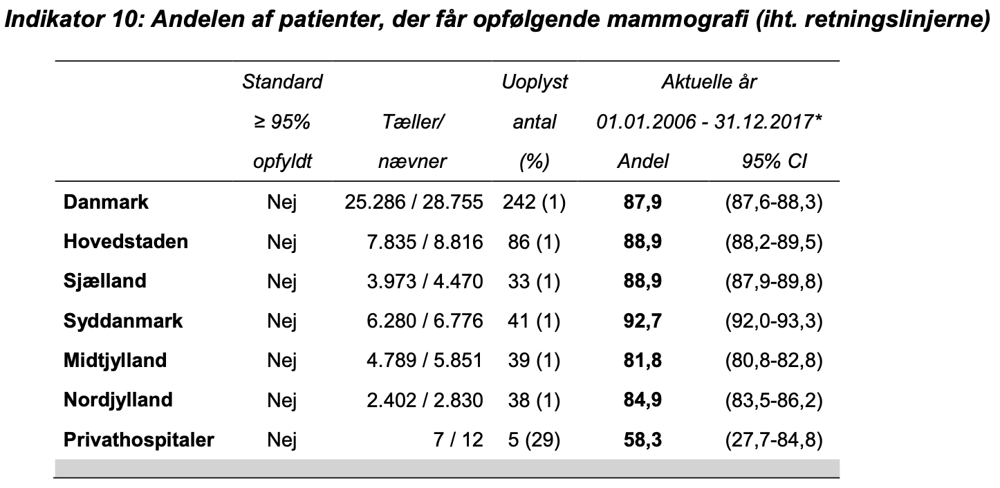 Indikator 10: Andelen af patienter, der får opfølgende mammografi (iht. retningslinjerne)
Standard Uoplyst Aktuelle år
≥ 95% Tæller/ antal 01.01.2006 - 31.12.2017*
opfyldt nævner (%) Andel 95% CI
Danmark Nej 25.286 / 28.755 242 (1) 87,9 (87,6-88,3)
Hovedstaden Nej 7.835 / 8.816 86 (1) 88,9 (88,2-89,5)
Sjælland Nej 3.973 / 4.470 33 (1) 88,9 (87,9-89,8)
Syddanmark Nej 6.280 / 6.776 41 (1) 92,7 (92,0-93,3)
Midtjylland Nej 4.789 / 5.851 39 (1) 81,8 (80,8-82,8)
Nordjylland Nej 2.402 / 2.830 38 (1) 84,9 (83,5-86,2)
Privathospitaler Nej 7 / 12 5 (29) 58,3 (27,7-84,8)